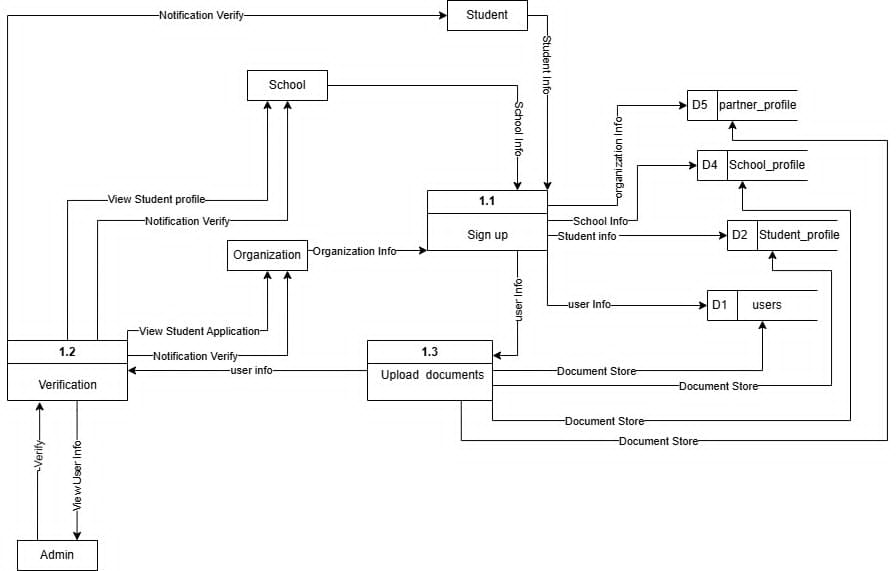 Notification Verify
Student
Student Info
School
School Info
D5 partner_profile
organization Info
D4 School_profile
View Student profile
1.1
Notification Verify
School Info
Sign up
Student info
D2 Student_profile
Organization
Organization Info
user Info
user Info
D1 users
View Student Application
1.2
Notification Verify
1.3
user info
Document Store
Upload documents
Verification
Document Store
Document Store
Document Store
Verify
View User Info
Admin